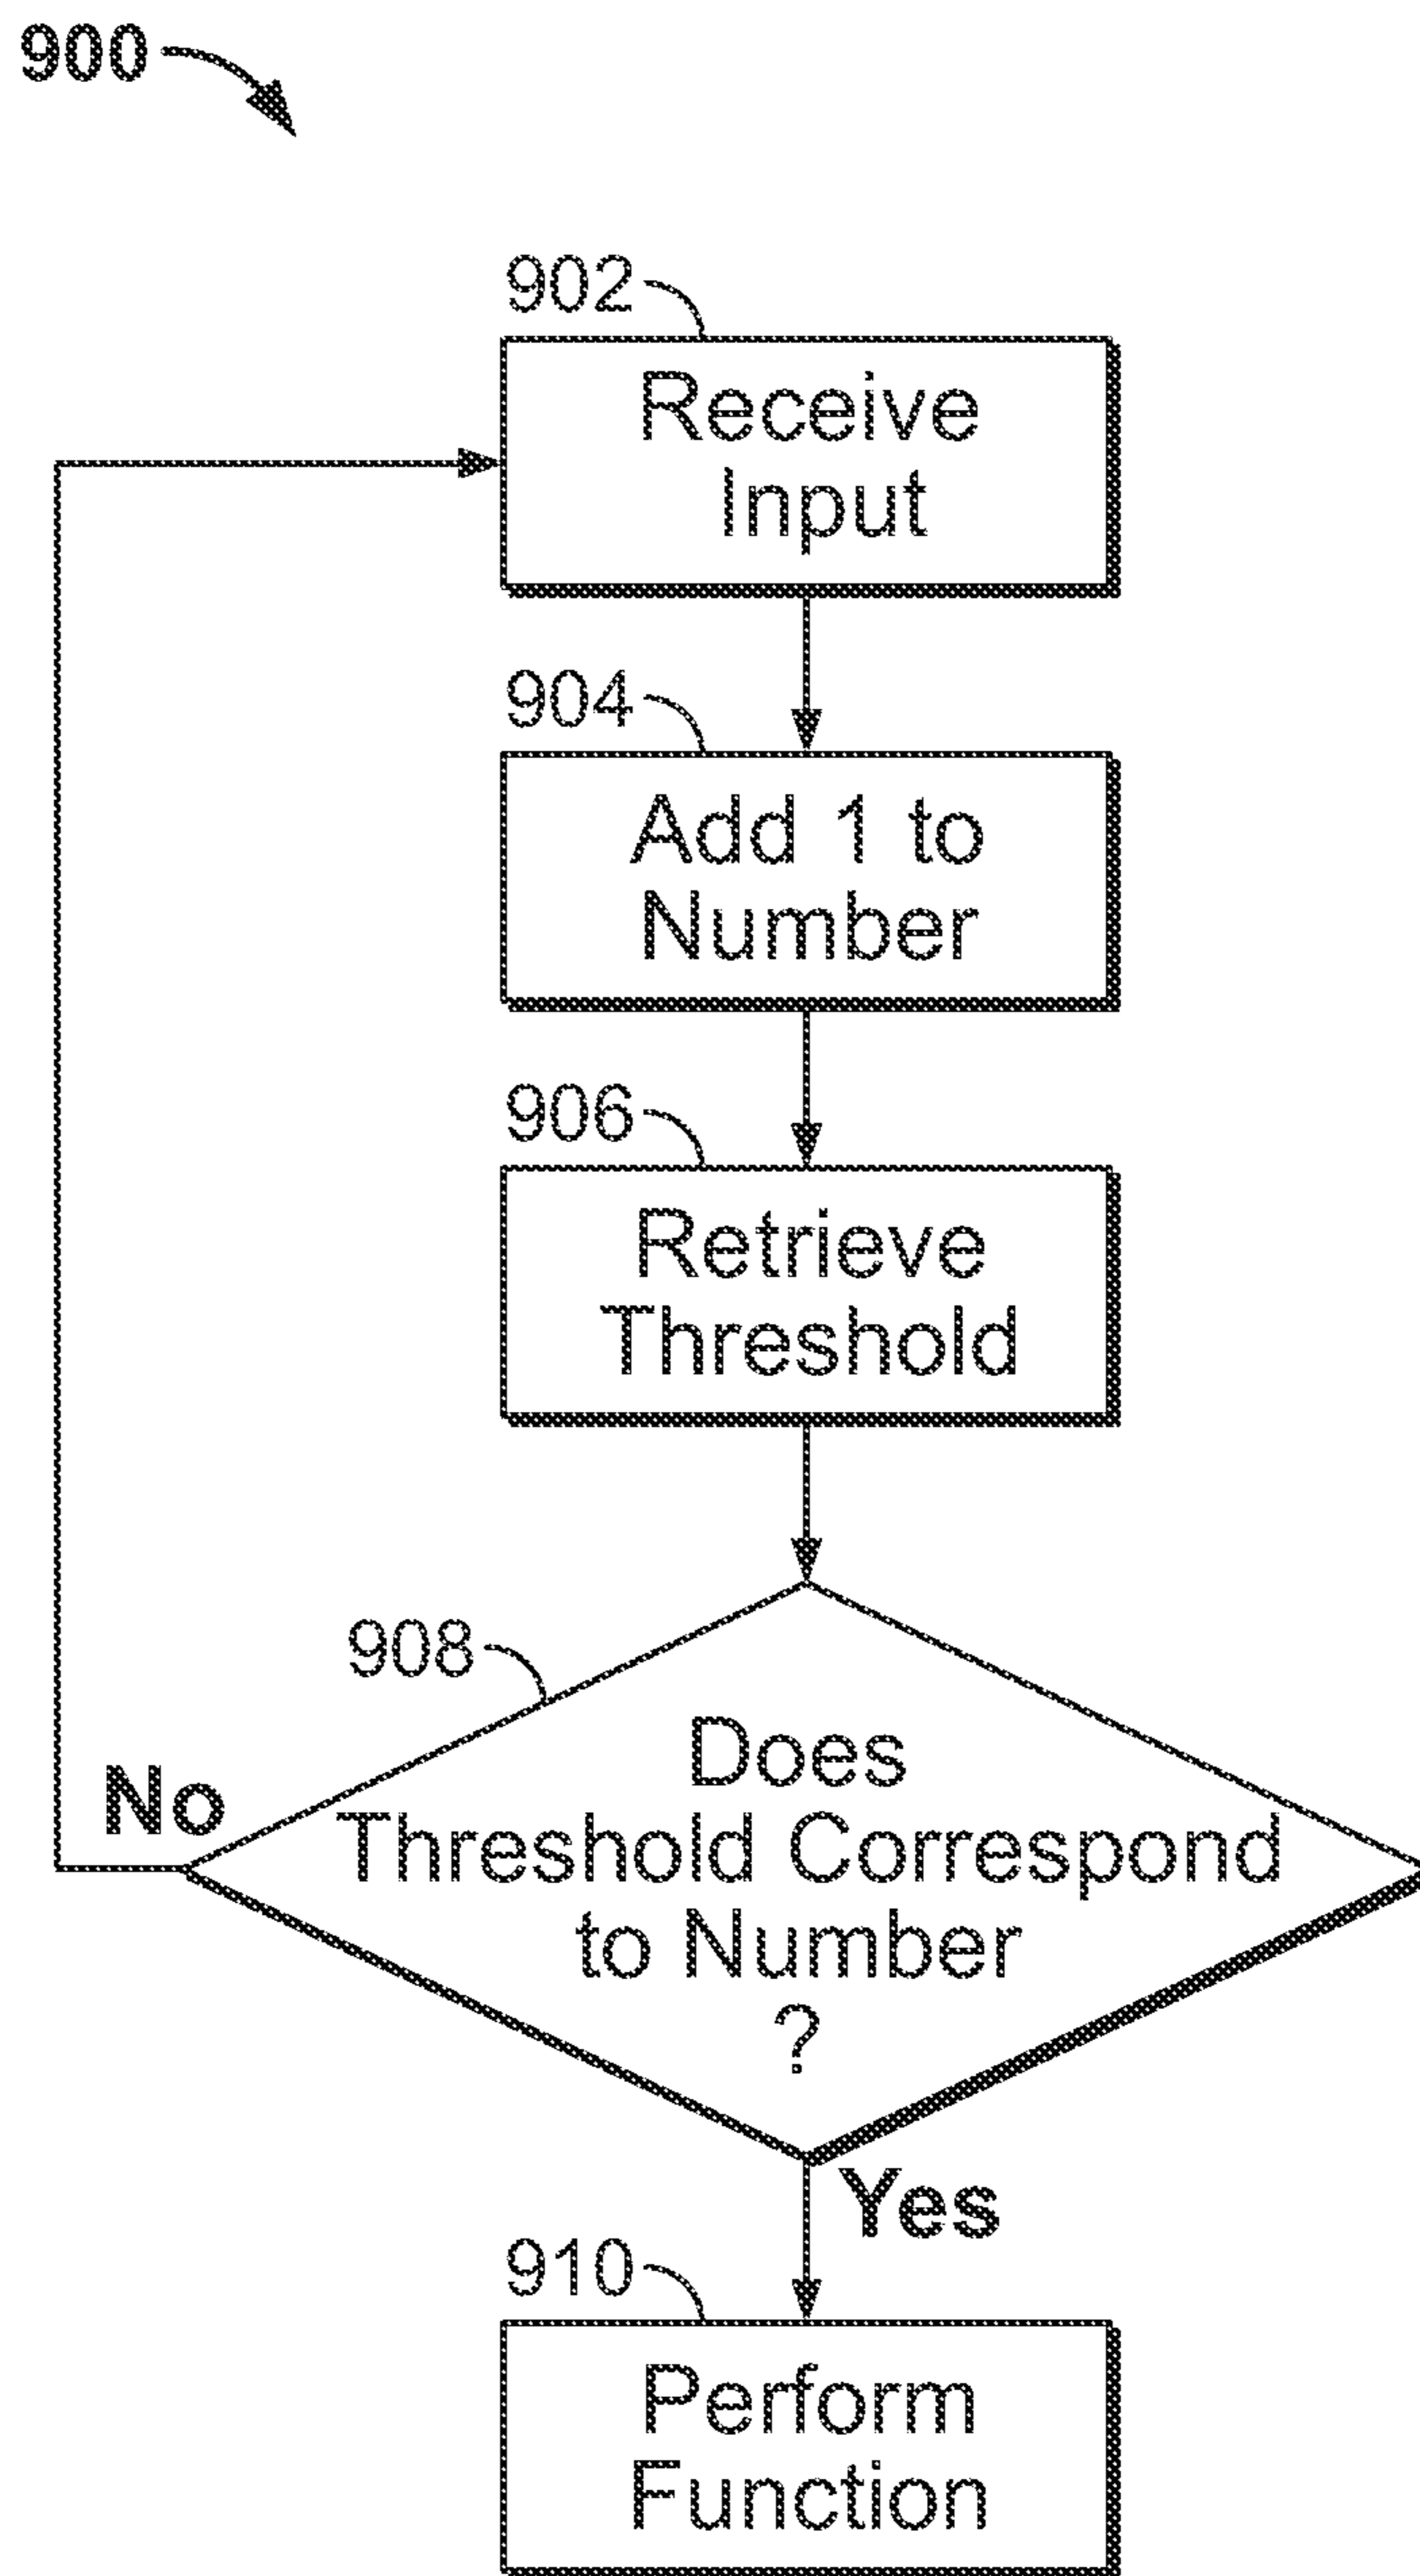 900
902
Receive
Input
904
Add 1 to
Number
906
Retrieve
Threshold
908
Does
Threshold Correspond
to Number
?
No
Yes
910
Perform
Function